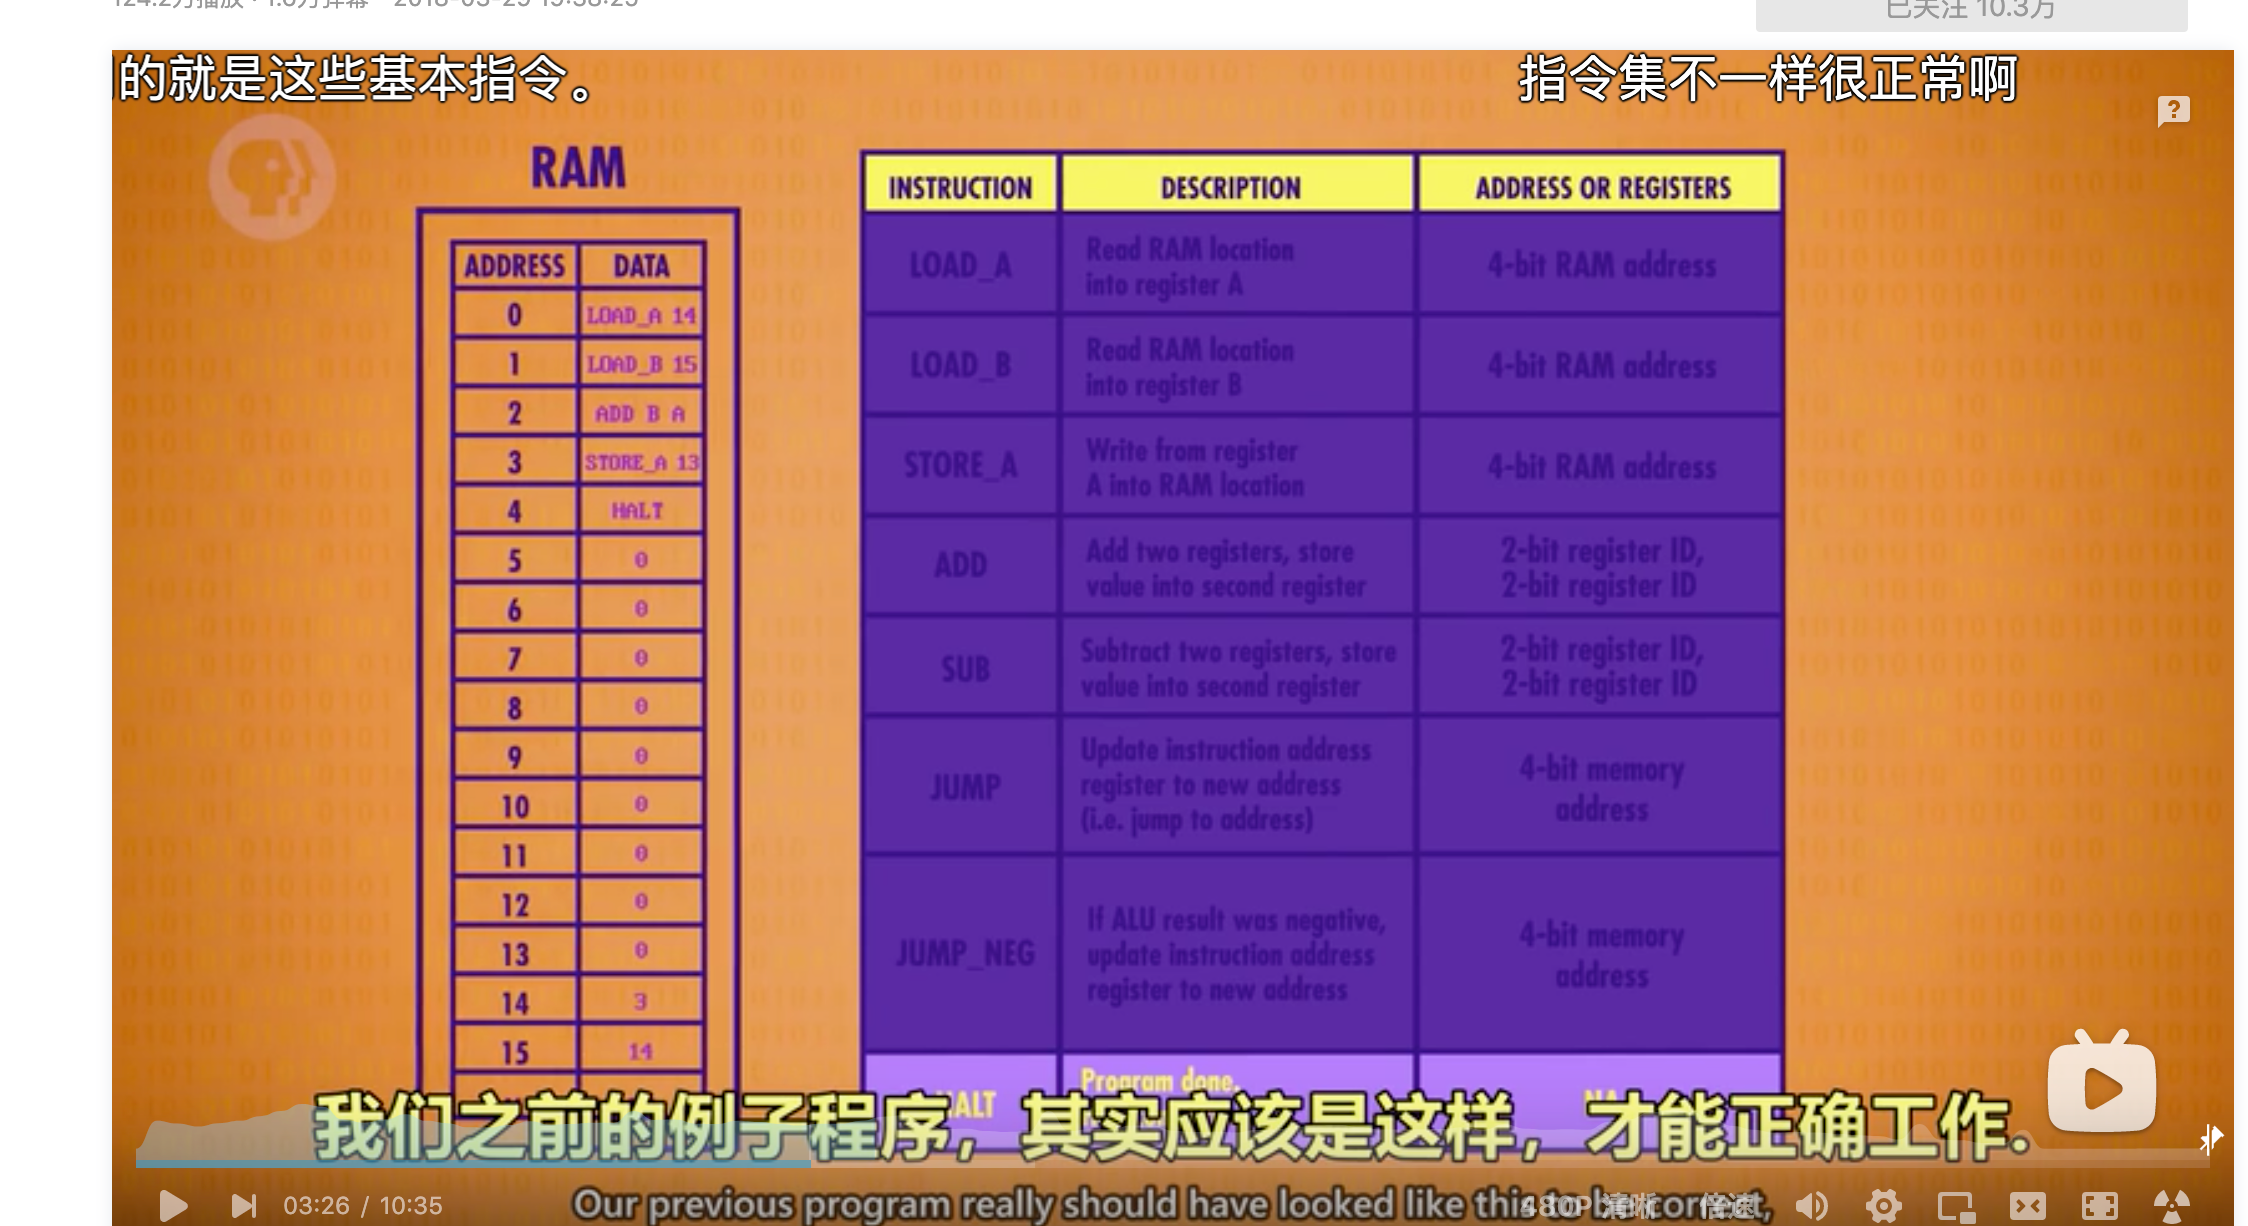 的就是这些基本指令。
指令集不一样很正常啊
RAM
ADDRESS DATA
0 LOAD_A 14
1 LOAD_B 15
2 ADD B A
3 STORE_A 13
4 HALT
5 0
6 0
7 0
8 0
9 0
10 0
11 0
12 0
13 0
14 3
15 14
INSTRUCTION DESCRIPTION ADDRESS OR REGISTERS
LOAD_A
Read RAM location
into register A
4-bit RAM address
LOAD_B
Read RAM location
into register B
4-bit RAM address
STORE_A
Write from register
A into RAM location
4-bit RAM address
ADD
Add two registers, store
value into second register
2-bit register ID,
2-bit register ID
SUB
Subtract two registers, store
value into second register
2-bit register ID,
2-bit register ID
JUMP
Update instruction address
register to new address
(i.e. jump to address)
4-bit memory
address
JUMP_NEG
If ALU result was negative,
update instruction address
register to new address
4-bit memory
address
HALT
Program done,
NA
我们之前的例子程序，其实应该是这样，才能正确工作.
03:26 / 10:35
Our previous program really should have looked like this to be correct,
480P 清晰
倍速